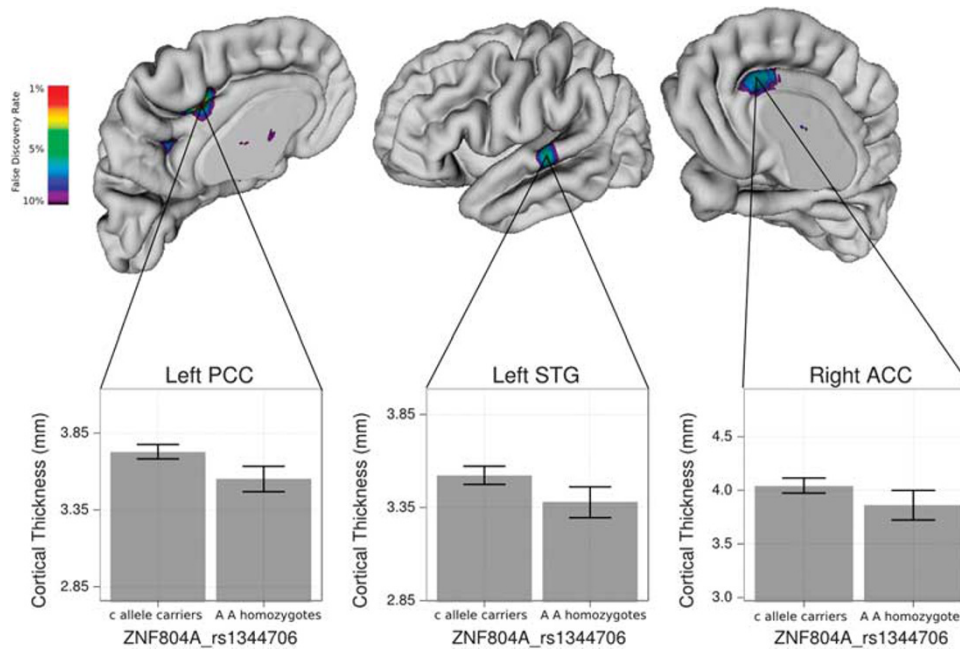 False Discovery Rate
1%
5%
10%
Left PCC
Cortical Thickness (mm)
3.85
3.35
2.85
c allele carriers
A A homozygotes
ZNF804A_rs1344706
Left STG
Cortical Thickness (mm)
3.85
3.35
2.85
c allele carriers
A A homozygotes
ZNF804A_rs1344706
Right ACC
Cortical Thickness (mm)
4.5
4.0
3.5
3.0
c allele carriers
A A homozygotes
ZNF804A_rs1344706